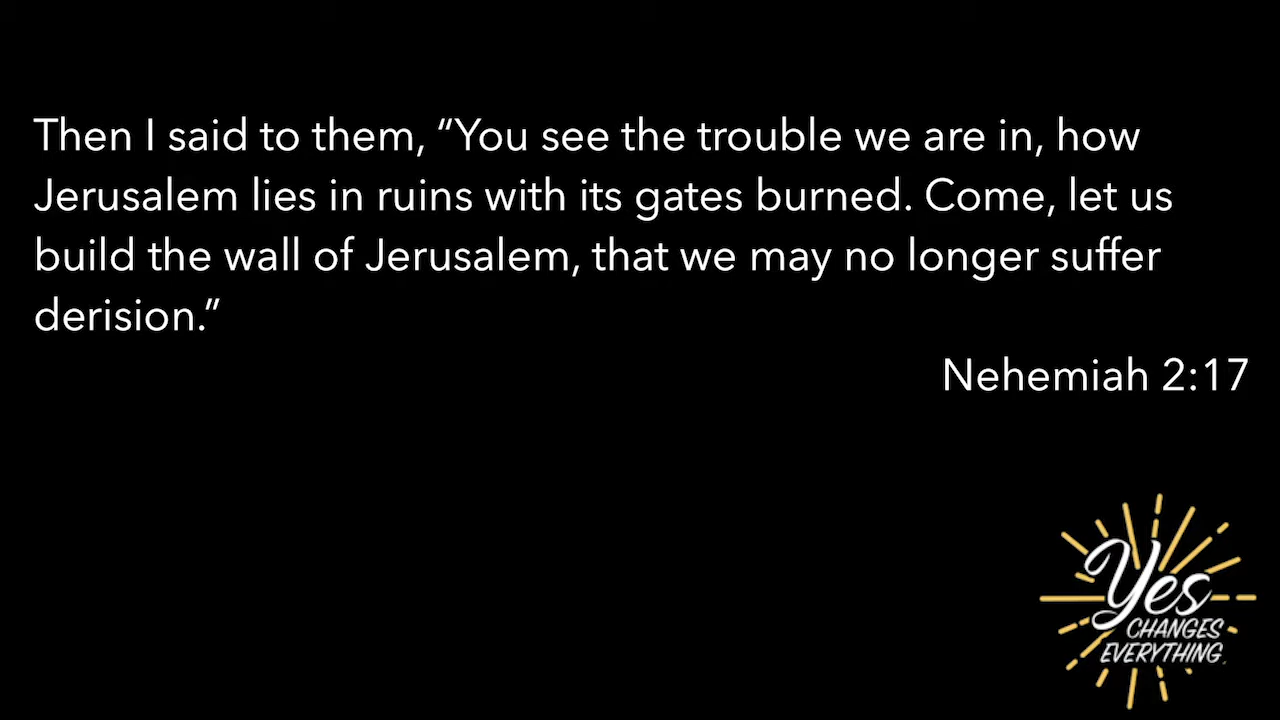 Then I said to them, “You see the trouble we are in, how
Jerusalem lies in ruins with its gates burned. Come, let us
build the wall of Jerusalem, that we may no longer suffer
derision.”
Nehemiah 2:17
Yes
CHANGES
EVERYTHING.